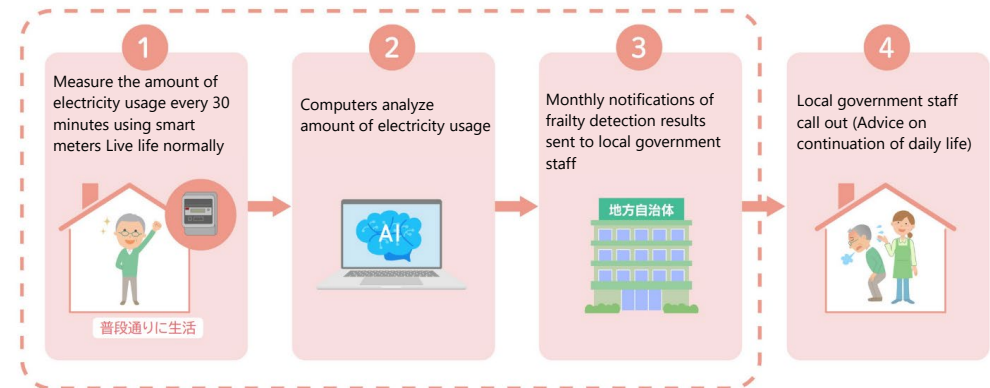 1
Measure the amount of
electricity usage every 30
minutes using smart
meters Live life normally
普段通りに生活
2
Computers analyze
amount of electricity usage
AI
3
Monthly notifications of
frailty detection results
sent to local government
staff
地方自治体
4
Local government staff
call out (Advice on
continuation of daily life)